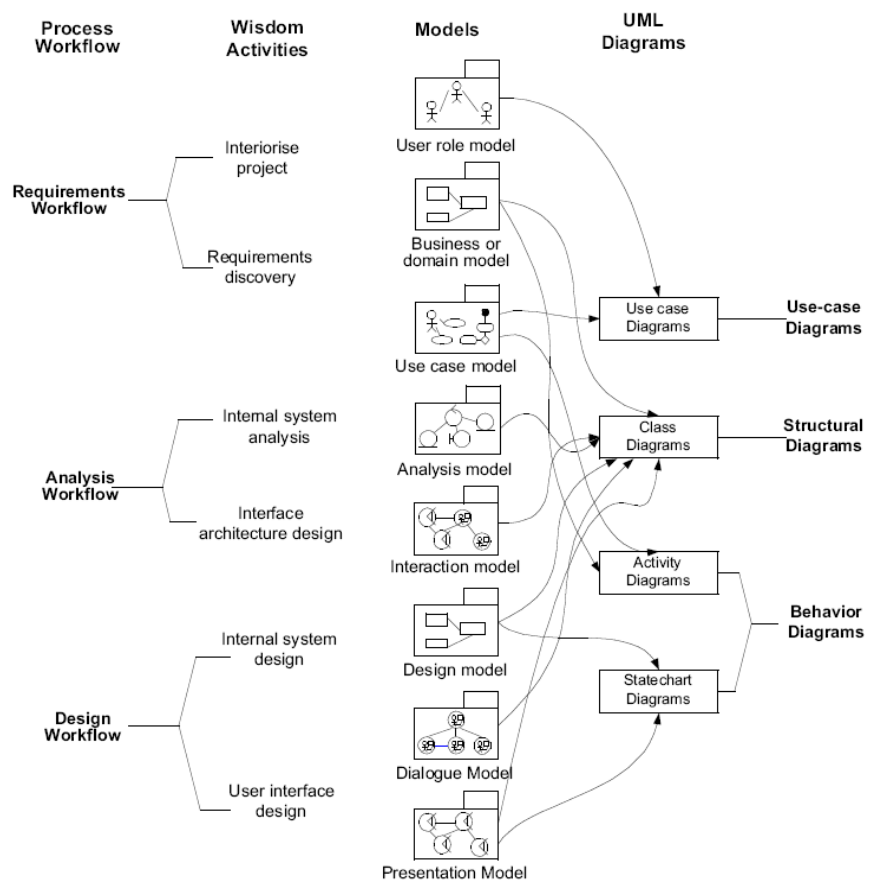 Process
Workflow
Wisdom
Activities
Models
UML
Diagrams
Requirements
Workflow
Interiorise
project
Requirements
discovery
Analysis
Workflow
Internal system
analysis
Interface
architecture design
Design
Workflow
Internal system
design
User interface
design
User role model
Business or
domain model
Use case model
Analysis model
Interaction model
Design model
Dialogue Model
Presentation Model
Use case
Diagrams
Class
Diagrams
Activity
Diagrams
Statechart
Diagrams
Use-case
Diagrams
Structural
Diagrams
Behavior
Diagrams